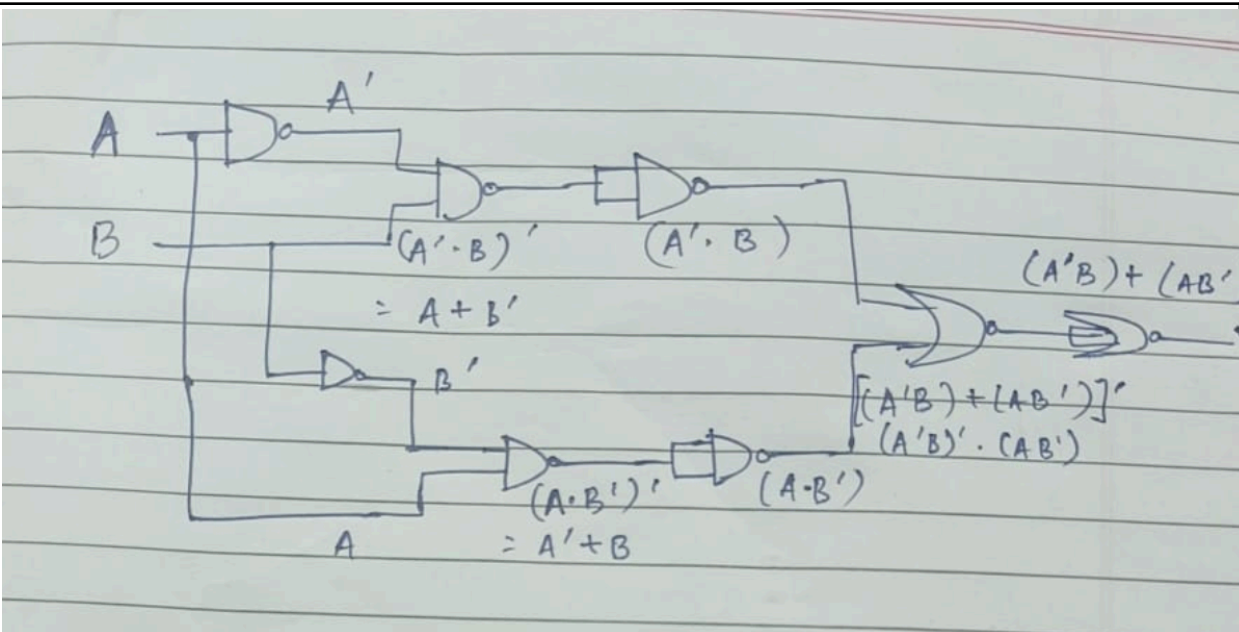 A'
A
B
(A'·B)'
(A'·B)
(A'B)+(AB'
= A+B'
B'
[(A'B)+(AB')]'
(A'B)'·(AB')
(A·B')'
(A·B')
A
= A'+B